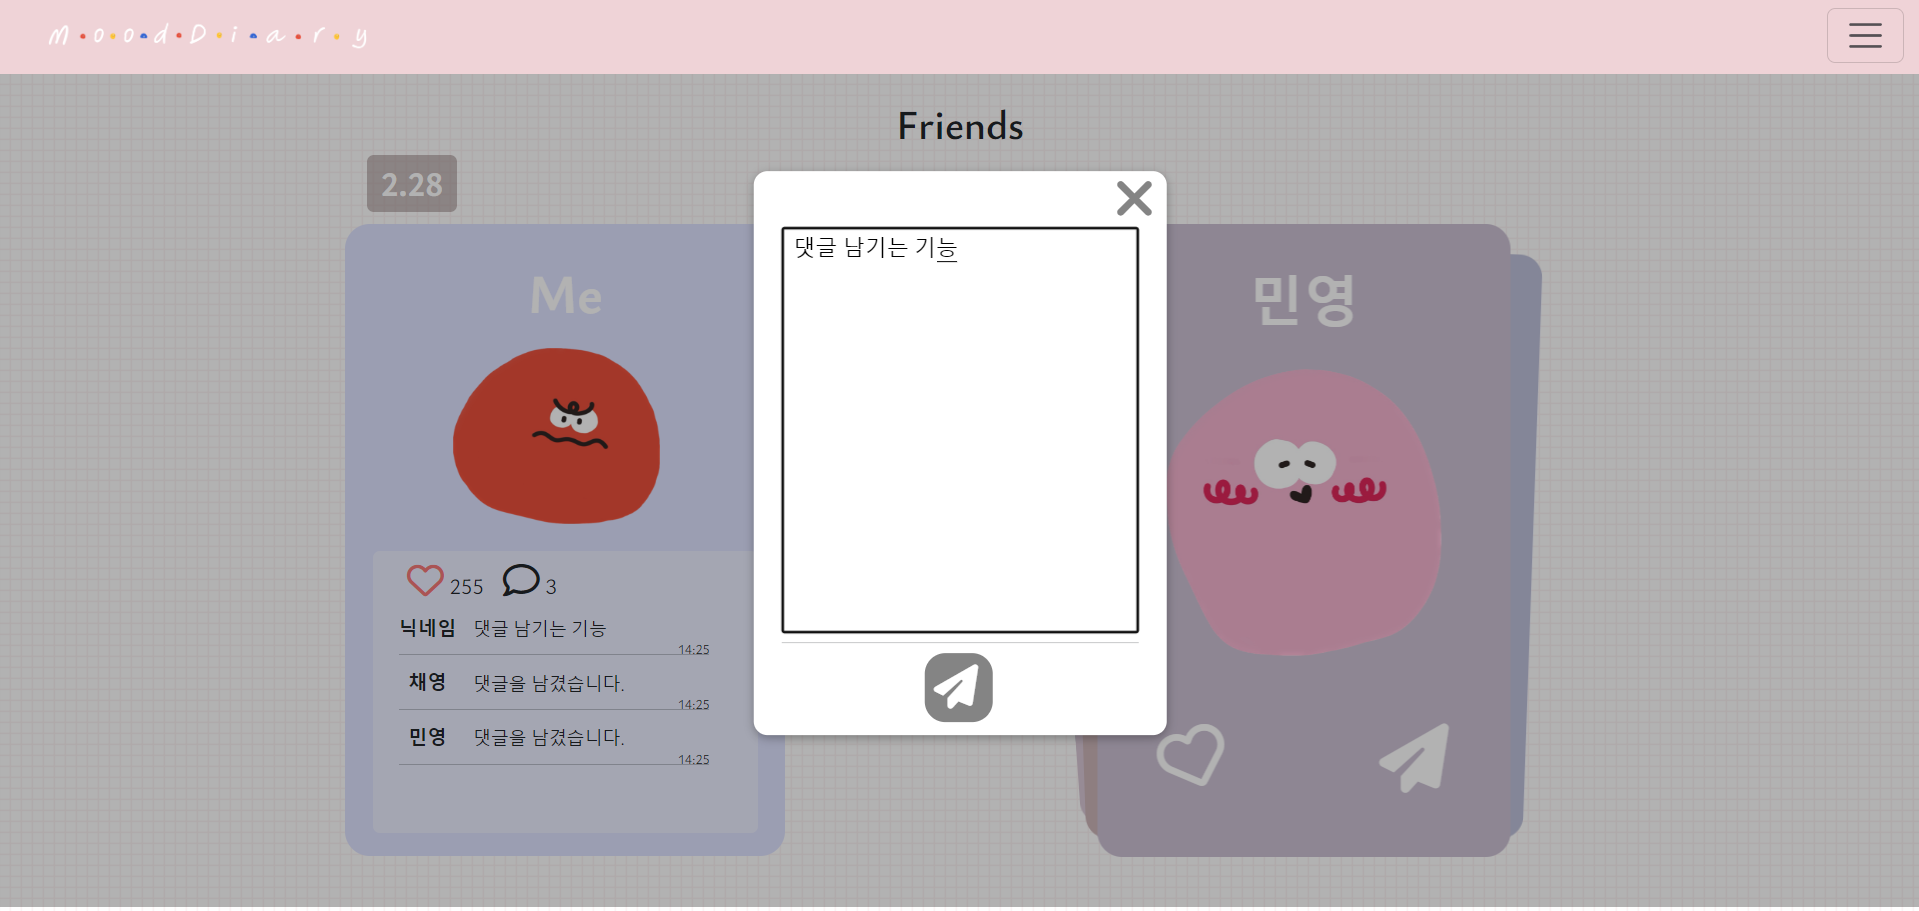 MooDDiary
Friends
2.28
Me
255 3
닉네임 댓글 남기는 기능
14:25
채영 댓글을 남겼습니다.
14:25
민영 댓글을 남겼습니다.
14:25
댓글 남기는 기능
민영